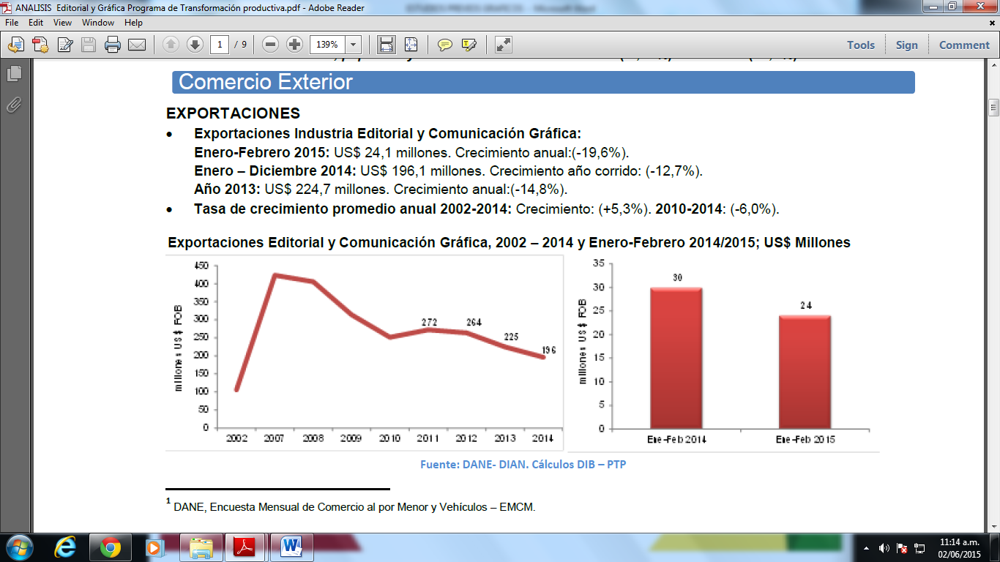 ANALISIS Editorial y Gráfica Programa de Transformación productiva.pdf - Adobe Reader
File Edit View Window Help
1 / 9 139% Tools Sign Comment
Comercio Exterior
EXPORTACIONES
• Exportaciones Industria Editorial y Comunicación Gráfica:
Enero-Febrero 2015: US$ 24,1 millones. Crecimiento anual:(-19,6%).
Enero – Diciembre 2014: US$ 196,1 millones. Crecimiento año corrido: (-12,7%).
Año 2013: US$ 224,7 millones. Crecimiento anual:(-14,8%).
• Tasa de crecimiento promedio anual 2002-2014: Crecimiento: (+5,3%). 2010-2014: (-6,0%).
Exportaciones Editorial y Comunicación Gráfica, 2002 – 2014 y Enero-Febrero 2014/2015; US$ Millones
millones US $ FOB
450
400
350
300
250
200
150
100
50
0
272 264 225 196
2002 2007 2008 2009 2010 2011 2012 2013 2014
millones US $ FOB
35
30
25
20
15
10
5
0
30
24
Ene-Feb 2014 Ene-Feb 2015
Fuente: DANE- DIAN. Cálculos DIB – PTP
1 DANE, Encuesta Mensual de Comercio al por Menor y Vehículos – EMCM.
11:14 a.m.
02/06/2015